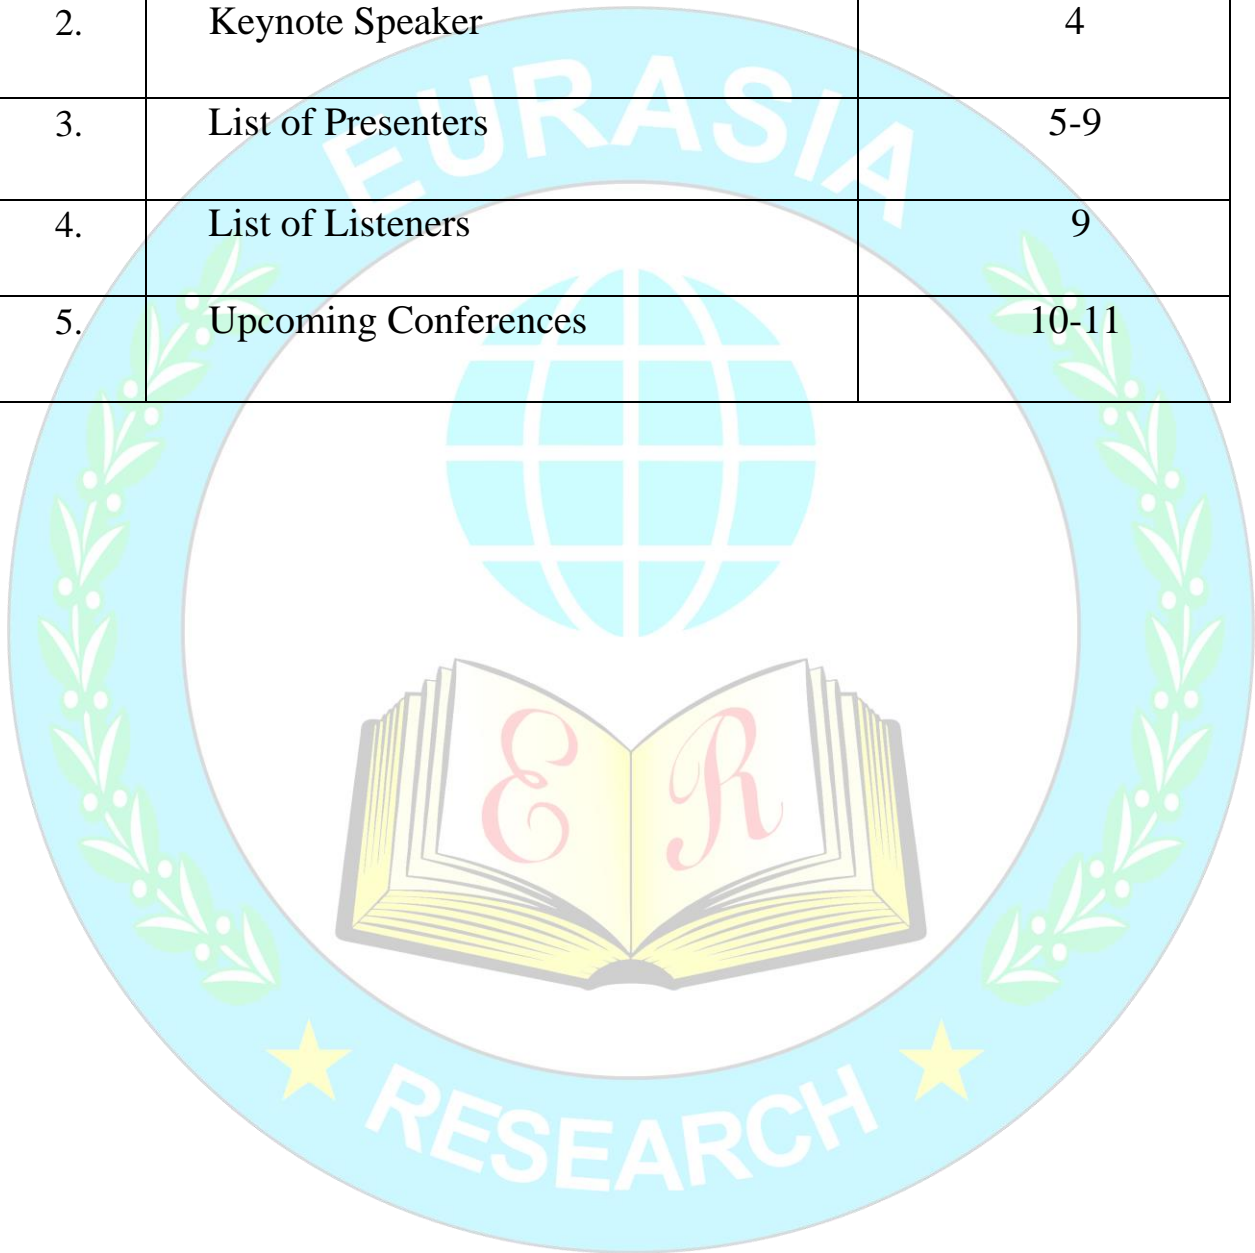 2. Keynote Speaker 4
3. List of Presenters 5-9
4. List of Listeners 9
5. Upcoming Conferences 10-11
EURASIA
E R
RESEARCH